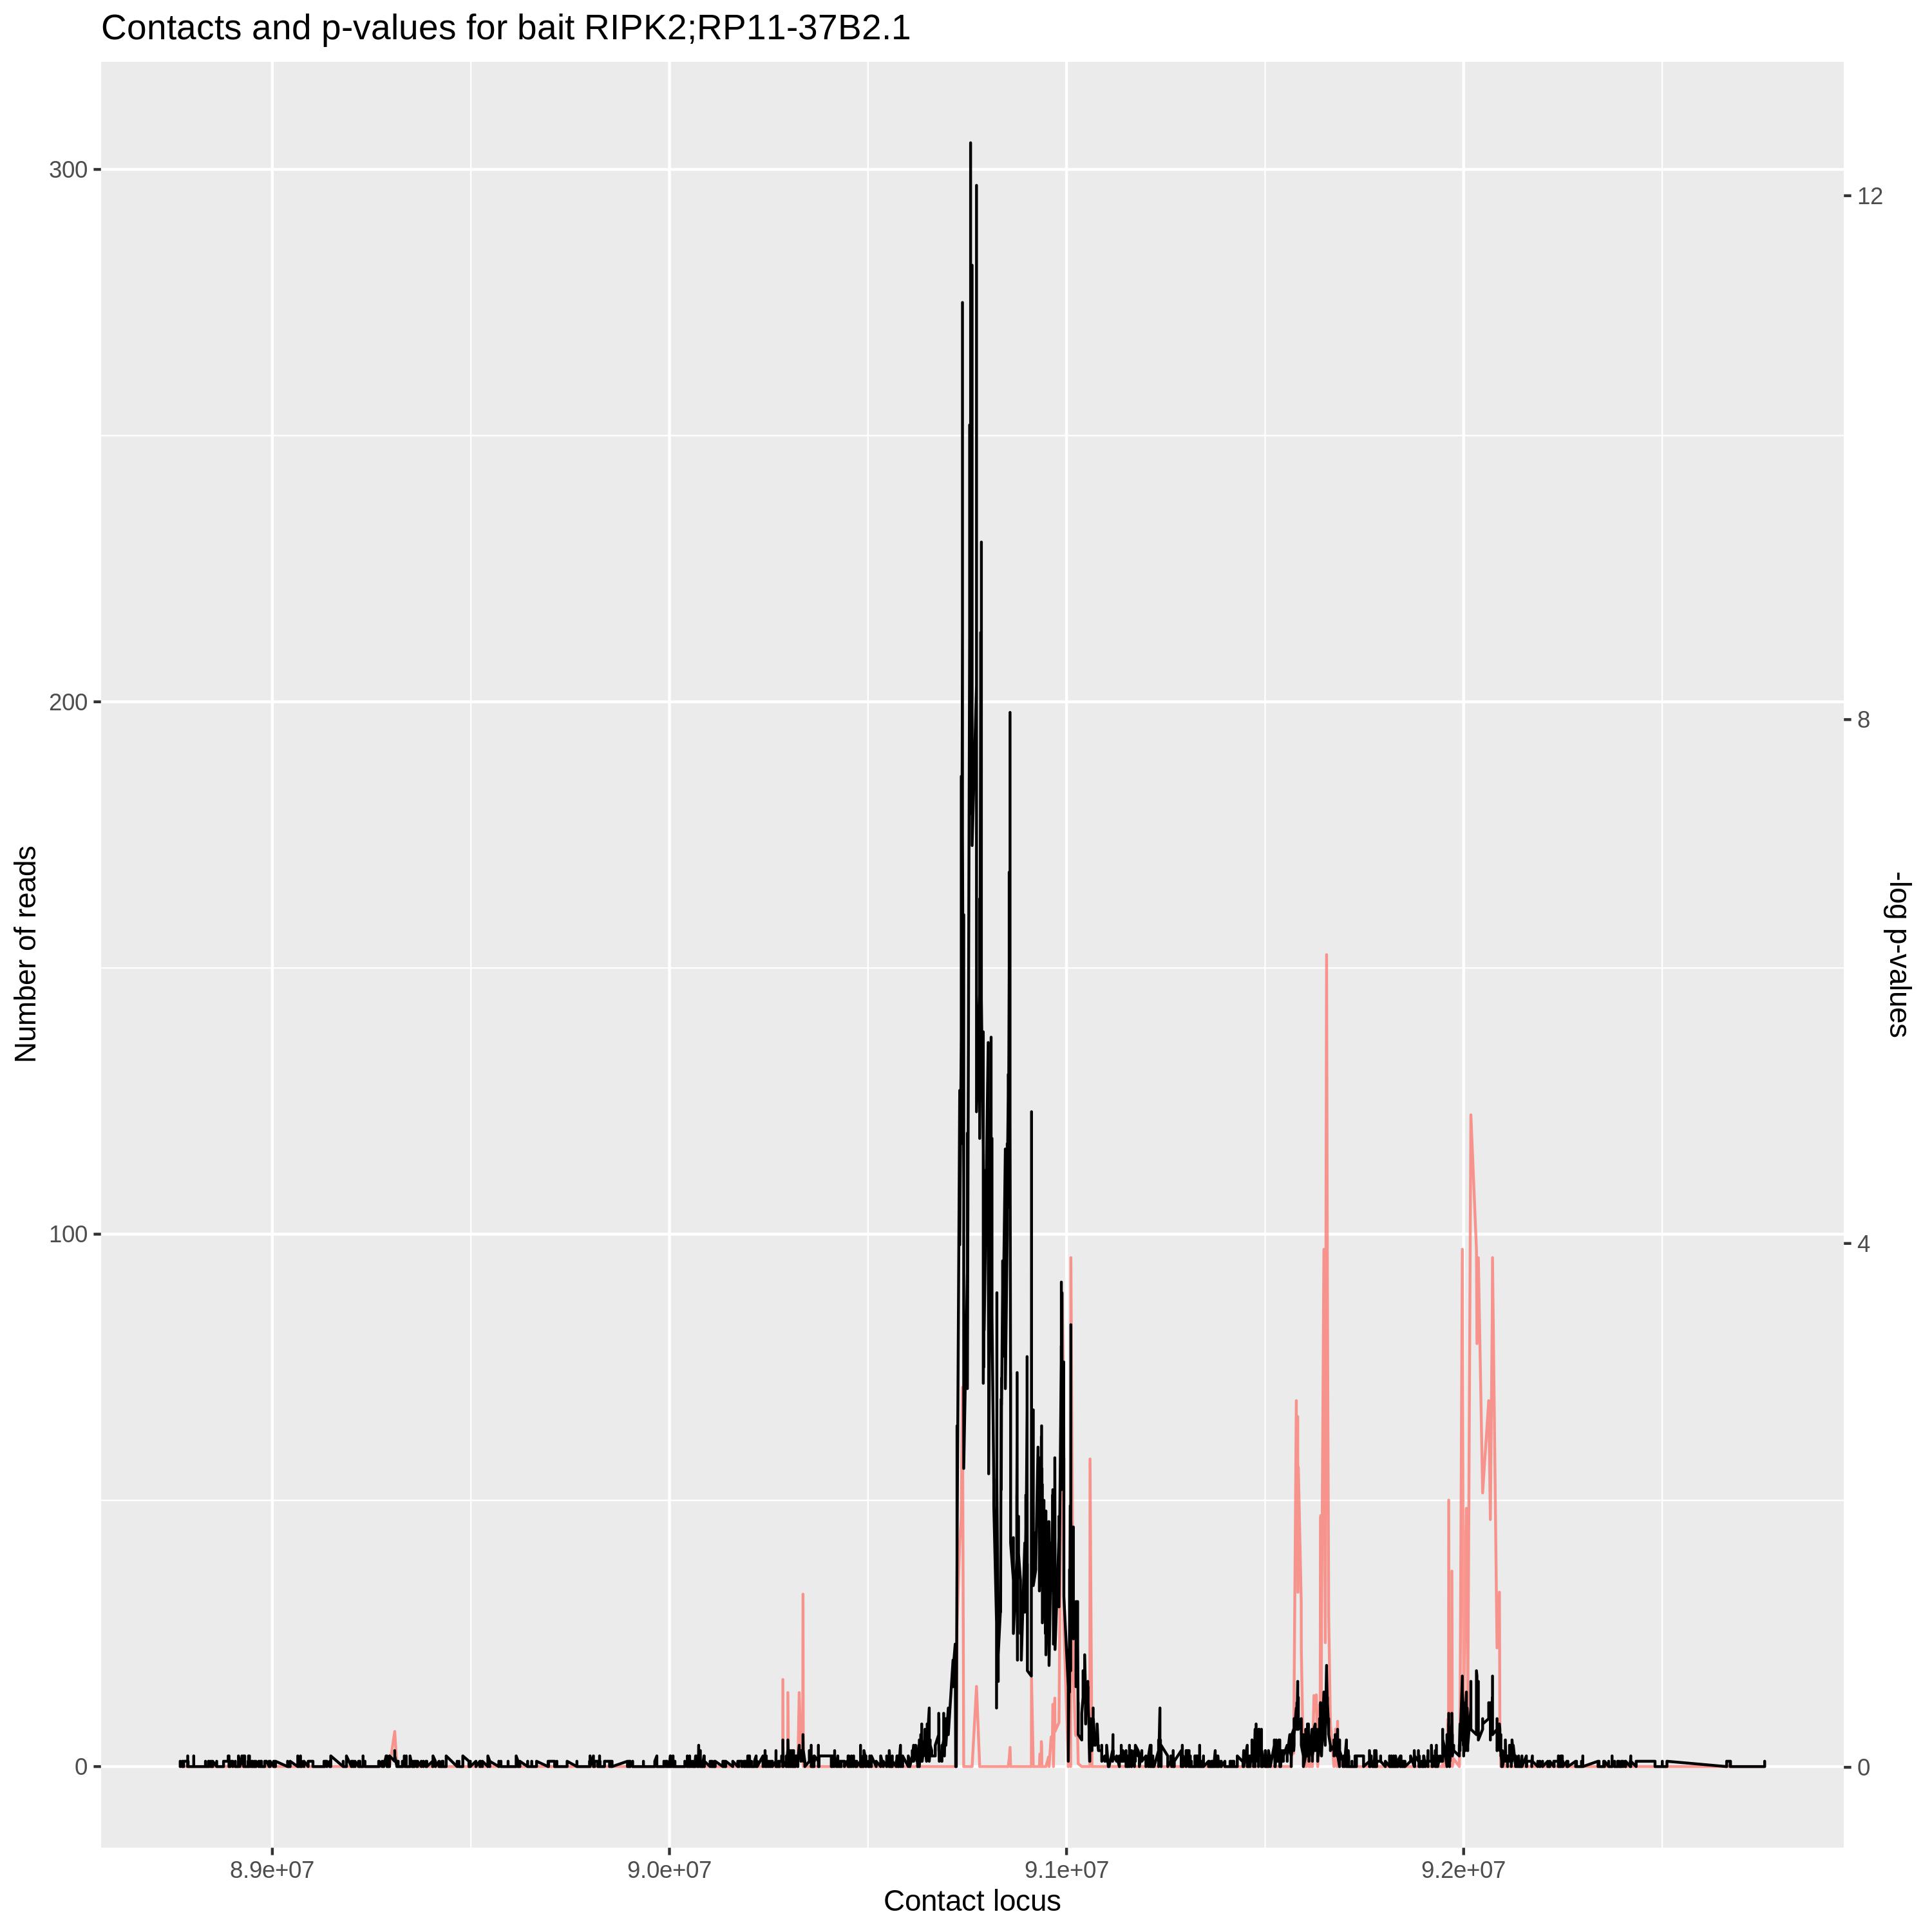 Contacts and p-values for bait RIPK2;RP11-37B2.1
300
200
100
0
Number of reads
12
8
4
0
-log p-values
8.9e+07
9.0e+07
9.1e+07
9.2e+07
Contact locus